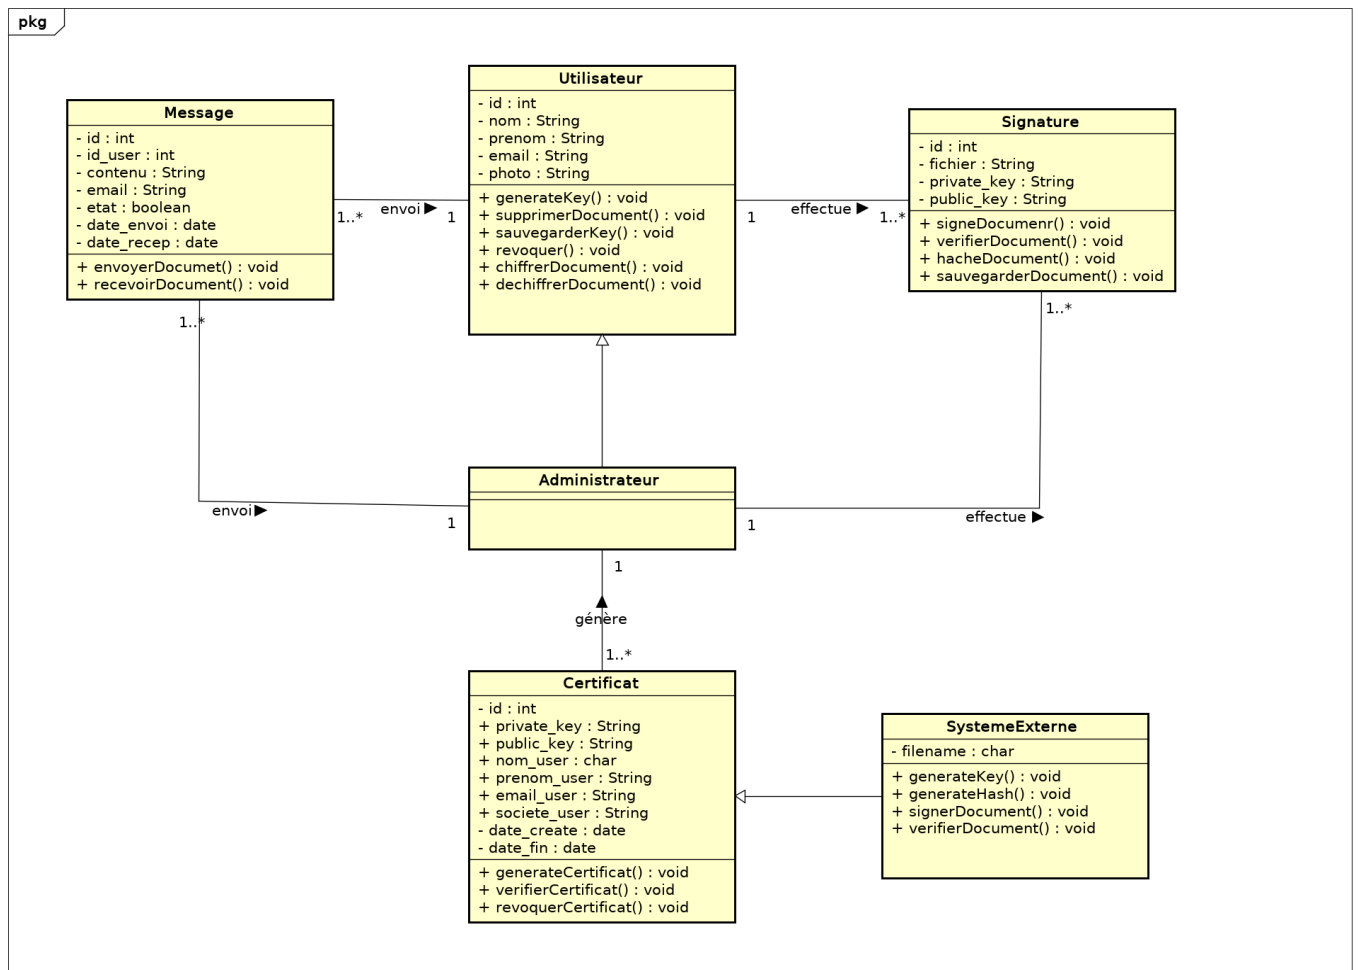 pkg
Message
- id : int
- id_user : int
- contenu : String
- email : String
- etat : boolean
- date_envoi : date
- date_recep : date
+ envoyerDocumet() : void
+ recevoirDocument() : void
1..*
envoi
1
Utilisateur
- id : int
- nom : String
- prenom : String
- email : String
- photo : String
+ generateKey() : void
+ supprimerDocument() : void
+ sauvegarderKey() : void
+ revoquer() : void
+ chiffrerDocument() : void
+ dechiffrerDocument() : void
1
effectue
1..*
Signature
- id : int
- fichier : String
- private_key : String
- public_key : String
+ signeDocumenr() : void
+ verifierDocument() : void
+ hacheDocument() : void
+ sauvegarderDocument() : void
1..*
1..*
Administrateur
envoi
1
1
effectue
1
génère
1..*
Certificat
- id : int
+ private_key : String
+ public_key : String
+ nom_user : char
+ prenom_user : String
+ email_user : String
+ societe_user : String
- date_create : date
- date_fin : date
+ generateCertificat() : void
+ verifierCertificat() : void
+ revoquerCertificat() : void
SystemeExterne
- filename : char
+ generateKey() : void
+ generateHash() : void
+ signerDocument() : void
+ verifierDocument() : void